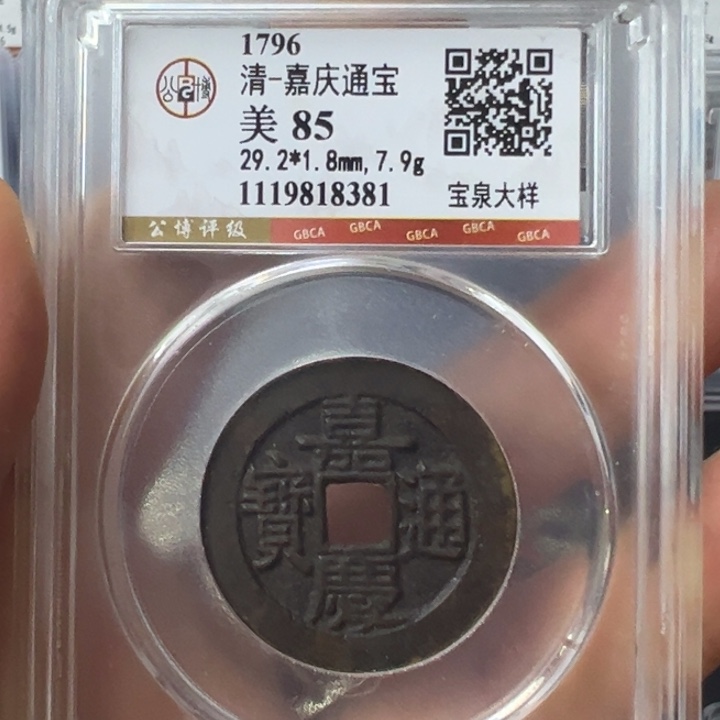 1796
清-嘉庆通宝
美 85
29.2*1.8mm,7.9g
1119818381
宝泉大样
公博评级
GBCA GBCA GBCA GBCA GBCA
嘉
慶
通
寶